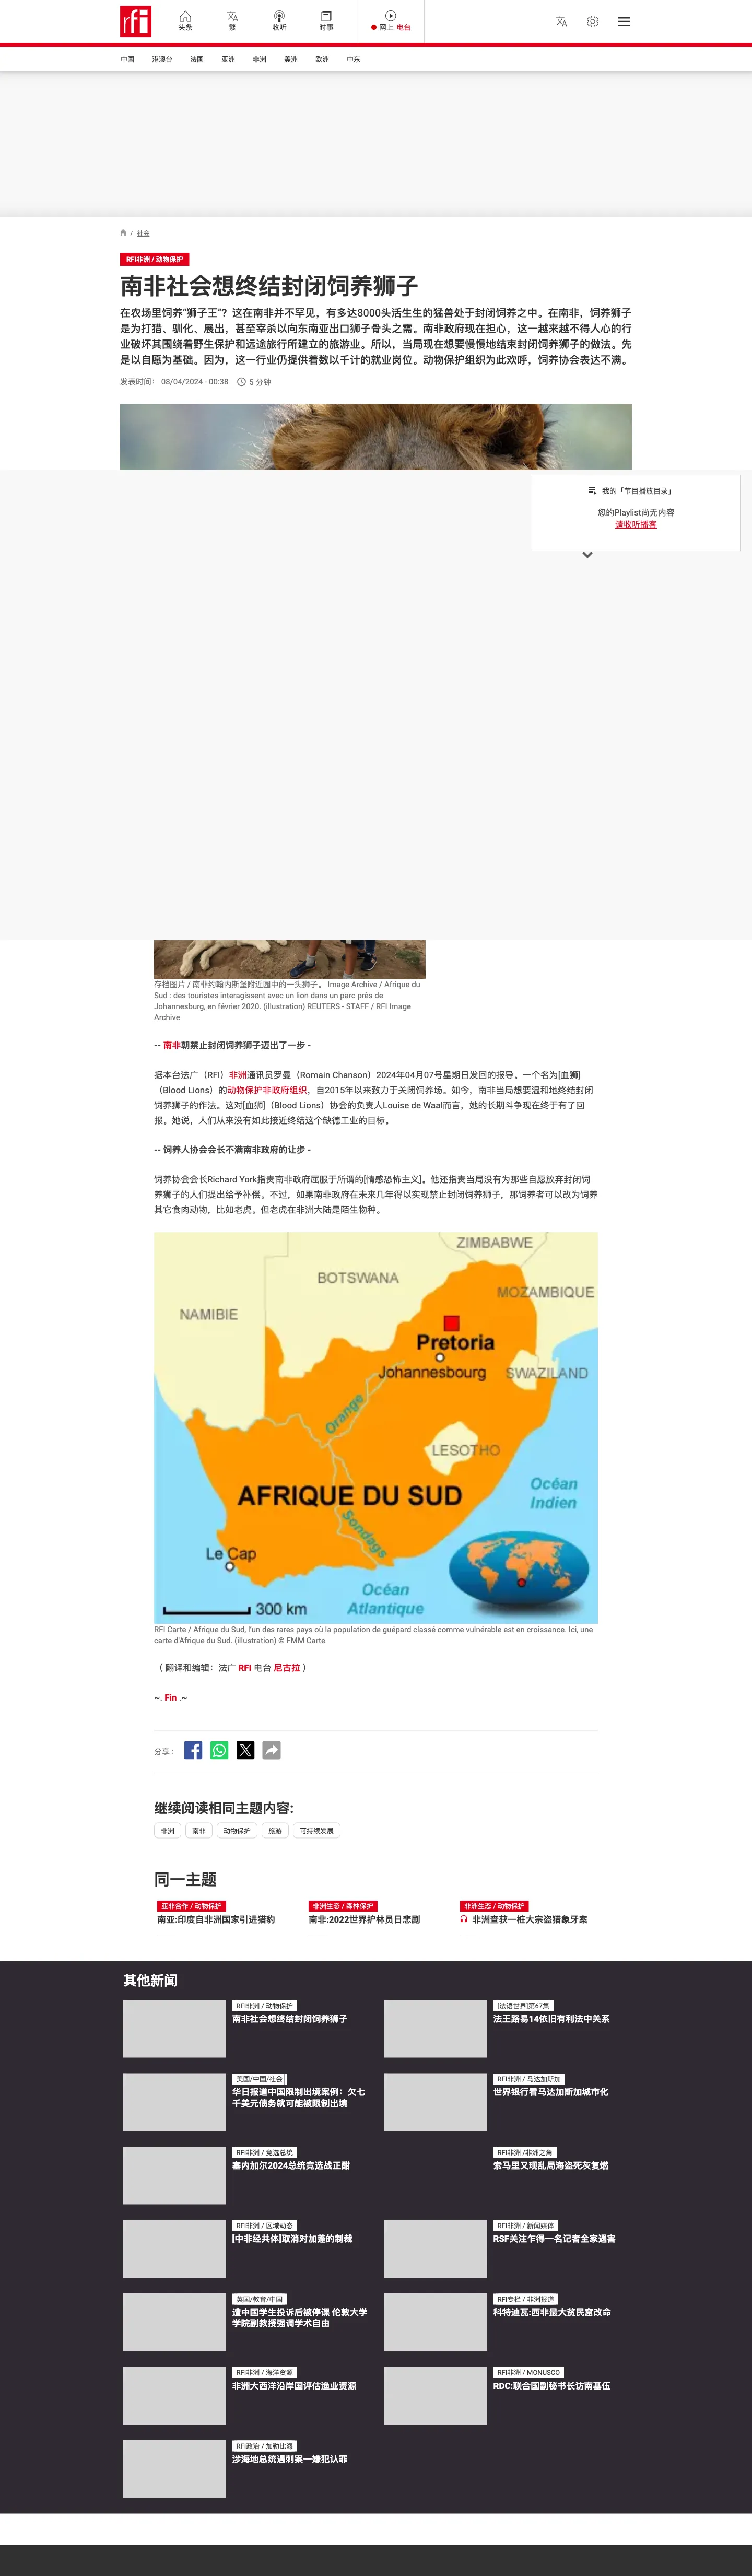 rfi
头条
繁
收听
时事
网上 电台
中国 港澳台 法国 亚洲 非洲 美洲 欧洲 中东
/ 社会
RFI非洲 / 动物保护
南非社会想终结封闭饲养狮子
在农场里饲养“狮子王”？这在南非并不罕见，有多达8000头活生生的猛兽处于封闭饲养之中。在南非，饲养狮子
是为打猎、驯化、展出，甚至宰杀以向东南亚出口狮子骨头之需。南非政府现在担心，这一越来越不得人心的行
业破坏其围绕着野生保护和远途旅行所建立的旅游业。所以，当局现在想要慢慢地结束封闭养狮子的做法。先
是以自愿为基础。因为，这一行业仍提供着数以千计的就业岗位。动物保护组织为此欢呼，饲养协会表达不满。
发表时间： 08/04/2024 - 00:38 5 分钟
我的「节目播放目录」
您的Playlist尚无内容
请收听播客
存档图片 / 南非约翰内斯堡附近园中的一头狮子。 Image Archive / Afrique du
Sud : des touristes interagissent avec un lion dans un parc près de
Johannesburg, en février 2020. (illustration) REUTERS - STAFF / RFI Image
Archive
-- 南非朝禁止封闭饲养狮子迈出了一步 -
据本台法广（RFI）非洲通讯员罗曼（Romain Chanson）2024年04月07号星期日发回的报导。一个名为[血狮]
（Blood Lions）的动物保护非政府组织，自2015年以来致力于关闭饲养场。如今，南非当局想要温和地终结封闭
饲养狮子的作法。这对[血狮]（Blood Lions）协会的负责人Louise de Waal而言，她的长期斗争现在终于有了回
报。她说，人们从来没有如此接近终结这个缺德工业的目标。
-- 饲养人协会会长不满南非政府的让步 -
饲养协会会长Richard York指责南非政府屈服于所谓的[情感恐怖主义]。他还指责当局没有为那些自愿放弃封闭饲
养狮子的人们提出给予补偿。不过，如果南非政府在未来几年得以实现禁止封闭饲养狮子，那饲养者可以改为饲养
其它食肉动物，比如老虎。但老虎在非洲大陆是陌生物种。
ZIMBABWE
BOTSWANA
MOZAMBIQUE
NAMIBIE
Pretoria
Johannesbourg
SWAZILAND
Orange
LESOTHO
AFRIQUE DU SUD
Océan
Indien
Sondags
Le Cap
Océan
Atlantique
300 km
RFI Carte / Afrique du Sud, l'un des rares pays où la population de guépard classé comme vulnérable est en croissance. Ici, une
carte d'Afrique du Sud. (illustration) © FMM Carte
（ 翻译和编辑：法广 RFI 电台 尼古拉 ）
~. Fin .~
分享 :
继续阅读相同主题内容:
非洲 南非 动物保护 旅游 可持续发展
同一主题
亚非合作 / 动物保护
南亚:印度自非洲国家引进猎豹
非洲生态 / 森林保护
南非:2022世界护林员日悲剧
非洲生态 / 动物保护
非洲查获一桩大宗盗猎象牙案
其他新闻
RFI非洲 / 动物保护
南非社会想终结封闭饲养狮子
[法语世界]第67集
法王路易14依旧有利法中关系
美国/中国/社会
华日报道中国限制出境案例：欠七
千美元债务就可能被限制出境
RFI非洲 / 马达加斯加
世界银行看马达加斯加城市化
RFI非洲 / 竞选总统
塞内加尔2024总统竞选战正酣
RFI非洲 /非洲之角
索马里又现乱局海盗死灰复燃
RFI非洲 / 区域动态
[中非经共体]取消对加蓬的制裁
RFI非洲 / 新闻媒体
RSF关注乍得一名记者全家遇害
英国/教育/中国
遭中国学生投诉后被停课 伦敦大学
学院副教授强调学术自由
RFI专栏 / 非洲报道
科特迪瓦:西非最大贫民窟改命
RFI非洲 / 海洋资源
非洲大西洋沿岸国评估渔业资源
RFI非洲 / MONUSCO
RDC:联合国副秘书长访南基伍
RFI政治 / 加勒比海
涉海地总统遇刺案一嫌犯认罪